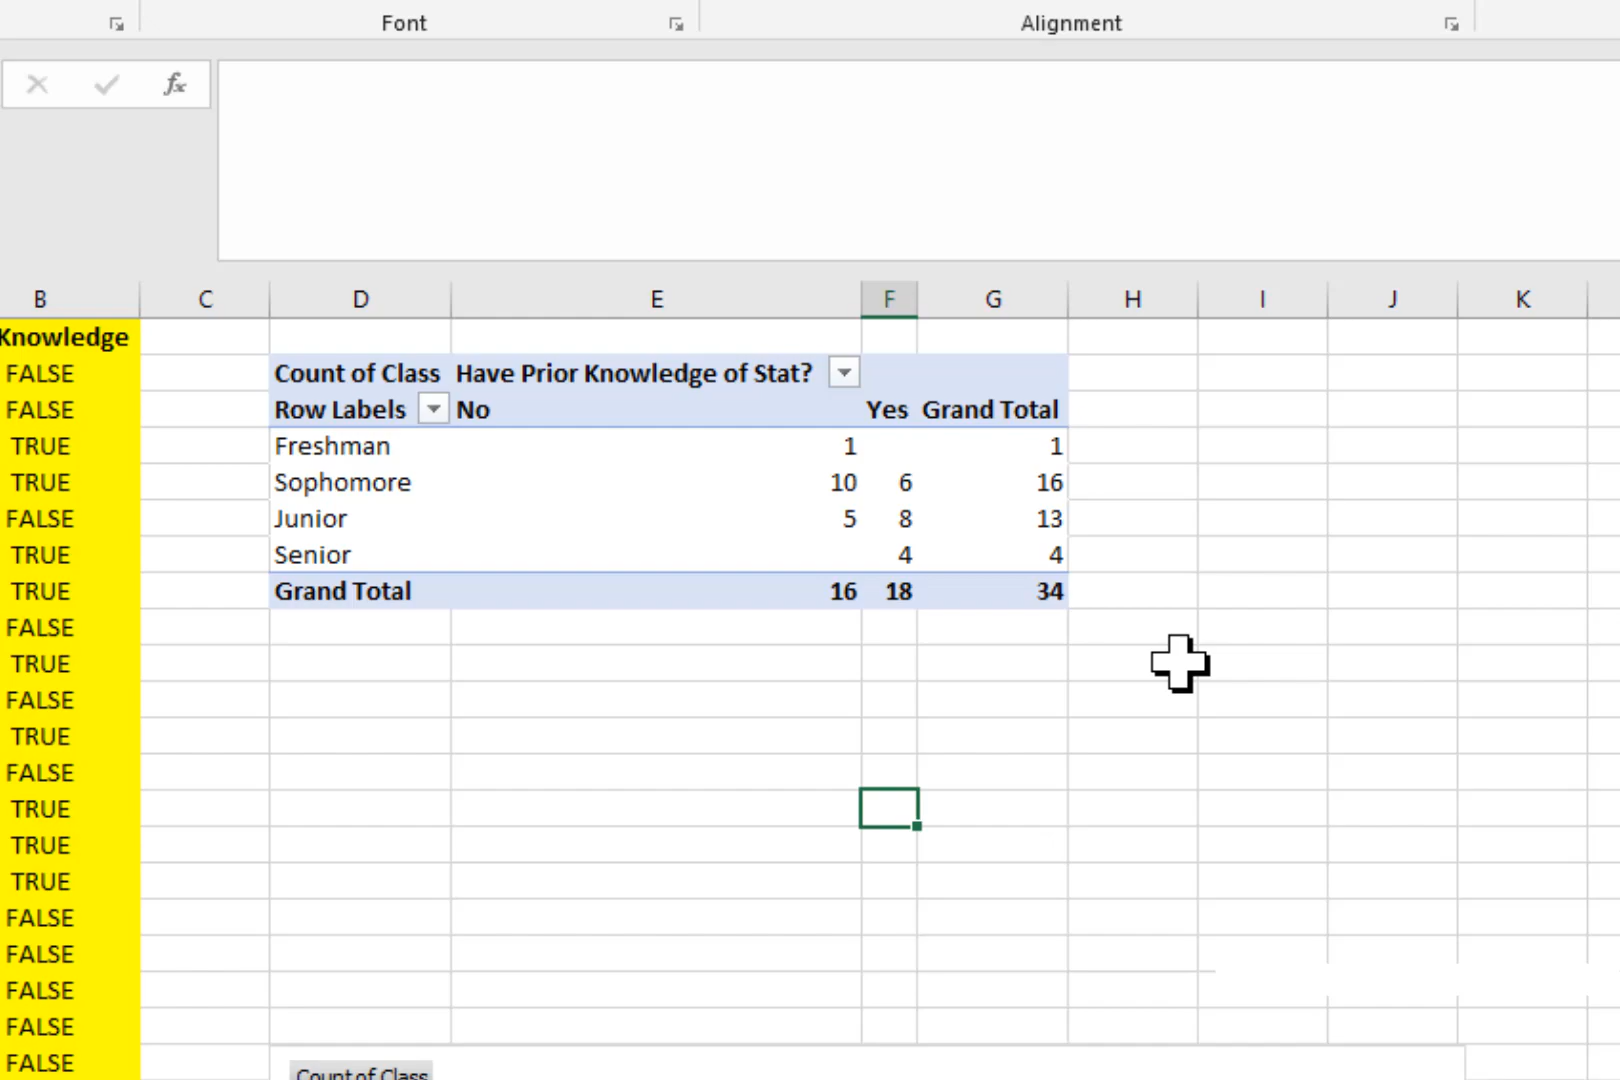 Font Alignment
fx
B C D E F G H I J K
Knowledge
FALSE Count of Class Have Prior Knowledge of Stat?
FALSE Row Labels No Yes Grand Total
TRUE Freshman 1 1
TRUE Sophomore 10 6 16
FALSE Junior 5 8 13
TRUE Senior 4 4
TRUE Grand Total 16 18 34
FALSE
TRUE
FALSE
TRUE
FALSE
TRUE
TRUE
TRUE
FALSE
FALSE
FALSE
FALSE
FALSE
Count of Class